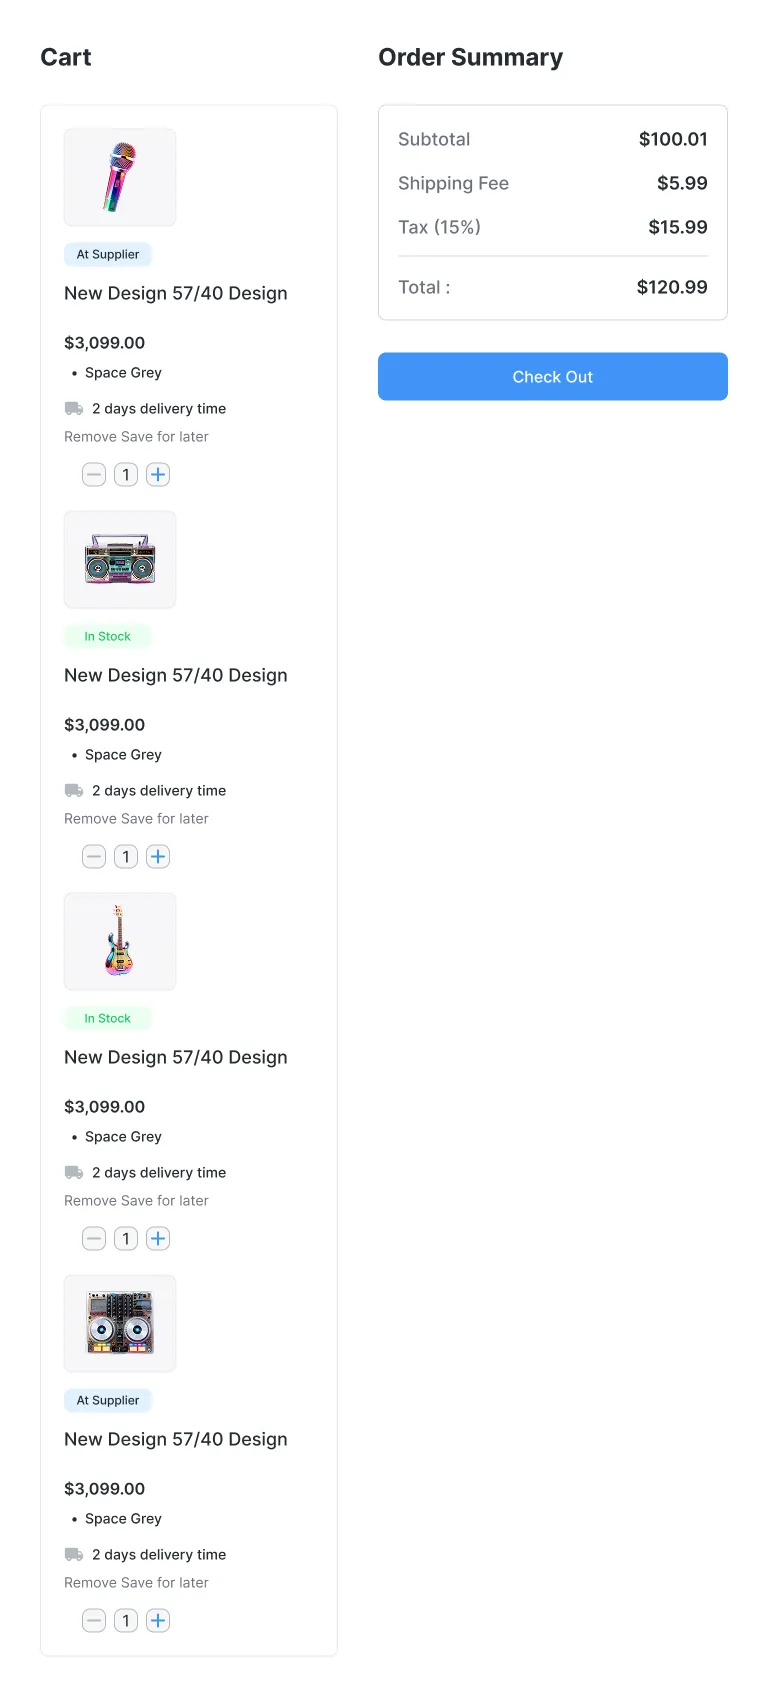 Cart
At Supplier
New Design 57/40 Design
$3,099.00
• Space Grey
2 days delivery time
Remove Save for later
1
In Stock
New Design 57/40 Design
$3,099.00
• Space Grey
2 days delivery time
Remove Save for later
1
In Stock
New Design 57/40 Design
$3,099.00
• Space Grey
2 days delivery time
Remove Save for later
1
At Supplier
New Design 57/40 Design
$3,099.00
• Space Grey
2 days delivery time
Remove Save for later
1
Order Summary
Subtotal $100.01
Shipping Fee $5.99
Tax (15%) $15.99
Total : $120.99
Check Out